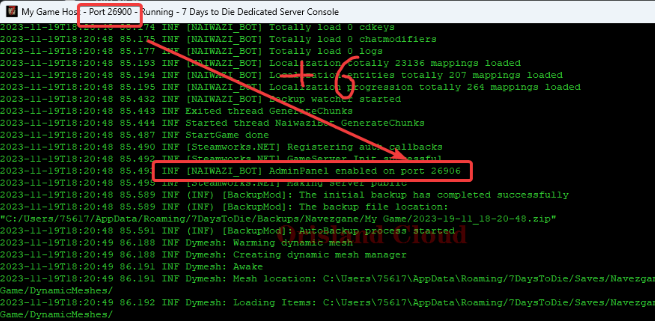 My Game Host - Port 26900 - Running - 7 Days to Die Dedicated Server Console
2023-11-19T18:20:48 85.174 INF [NAIWAZI_BOT] Totally load 0 cdkeys
2023-11-19T18:20:48 85.175 INF [NAIWAZI_BOT] Totally load 0 chatmodifiers
2023-11-19T18:20:48 85.177 INF [NAIWAZI_BOT] Totally load 0 logs
2023-11-19T18:20:48 85.193 INF [NAIWAZI_BOT] Localization totally 23136 mappings loaded
2023-11-19T18:20:48 85.194 INF [NAIWAZI_BOT] Localization entities totally 207 mappings loaded
2023-11-19T18:20:48 85.195 INF [NAIWAZI_BOT] Localization progression totally 264 mappings loaded
2023-11-19T18:20:48 85.432 INF [NAIWAZI_BOT] Backup watcher started
2023-11-19T18:20:48 85.443 INF Exited thread GenerateChunks
2023-11-19T18:20:48 85.444 INF Started thread NaiwaziBot GenerateChunks
2023-11-19T18:20:48 85.487 INF StartGame done
2023-11-19T18:20:48 85.490 INF [Steamworks.NET] Registering auth callbacks
2023-11-19T18:20:48 85.492 INF [Steamworks.NET] GameServer.Init successful
2023-11-19T18:20:48 85.493 INF [NAIWAZI_BOT] AdminPanel enabled on port 26906
2023-11-19T18:20:48 85.495 INF [Steamworks.NET] Making server public
2023-11-19T18:20:48 85.589 INF (INF) [BackupMod]: The initial backup has completed successfully
2023-11-19T18:20:48 85.589 INF (INF) [BackupMod]: The backup file location:
"C:/Users/75617/AppData/Roaming/7DaysToDie/Backups/Navezgane/My Game/2023-19-11_18-20-48.zip"
2023-11-19T18:20:48 85.591 INF (INF) [BackupMod]: AutoBackup process started
2023-11-19T18:20:49 86.188 INF Dymesh: Warming dynamic mesh
2023-11-19T18:20:49 86.188 INF Dymesh: Creating dynamic mesh manager
2023-11-19T18:20:49 86.191 INF Dymesh: Awake
2023-11-19T18:20:49 86.191 INF Dymesh: Mesh location: C:\Users\75617\AppData\Roaming/7DaysToDie/Saves/Navezgane/My
Game/DynamicMeshes/
2023-11-19T18:20:49 86.192 INF Dymesh: Loading Items: C:\Users\75617\AppData\Roaming/7DaysToDie/Saves/Navezgane/My
Game/DynamicMeshes/
+ 6
Cloud